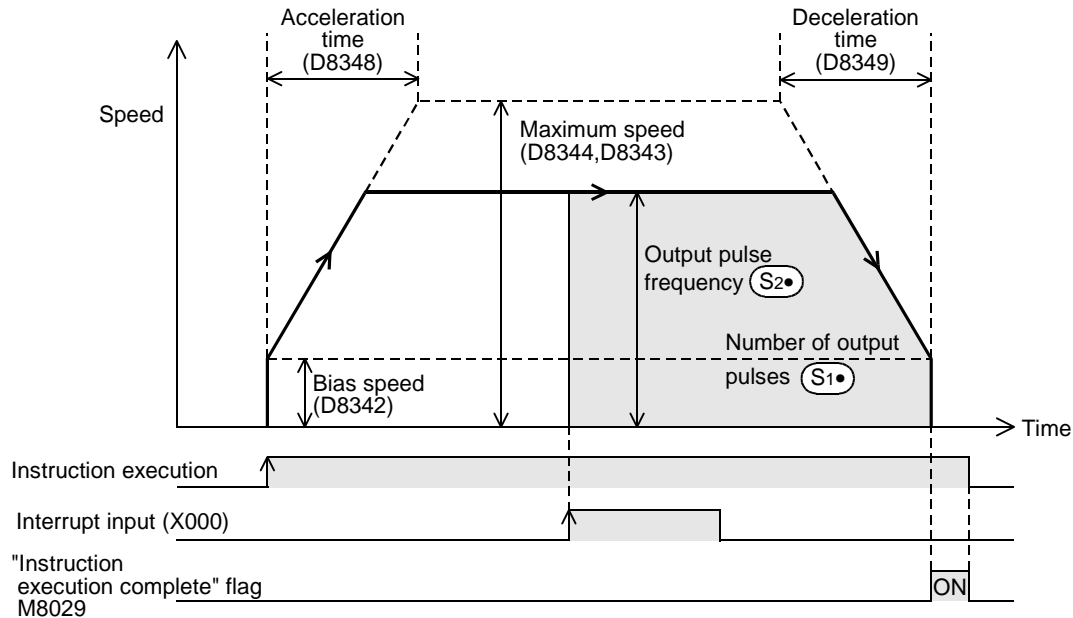 Acceleration
time
(D8348)
Deceleration
time
(D8349)
Speed
Maximum speed
(D8344,D8343)
Output pulse
frequency S2•
Number of output
pulses S1•
Bias speed
(D8342)
Time
Instruction execution
Interrupt input (X000)
"Instruction
execution complete" flag
M8029
ON